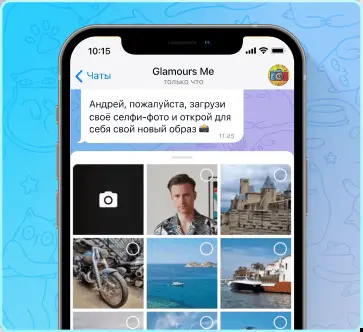 10:15
Чаты
Glamours Me
только что
Андрей, пожалуйста, загрузи
своё селфи-фото и открой для
себя свой новый образ 📸
11:45